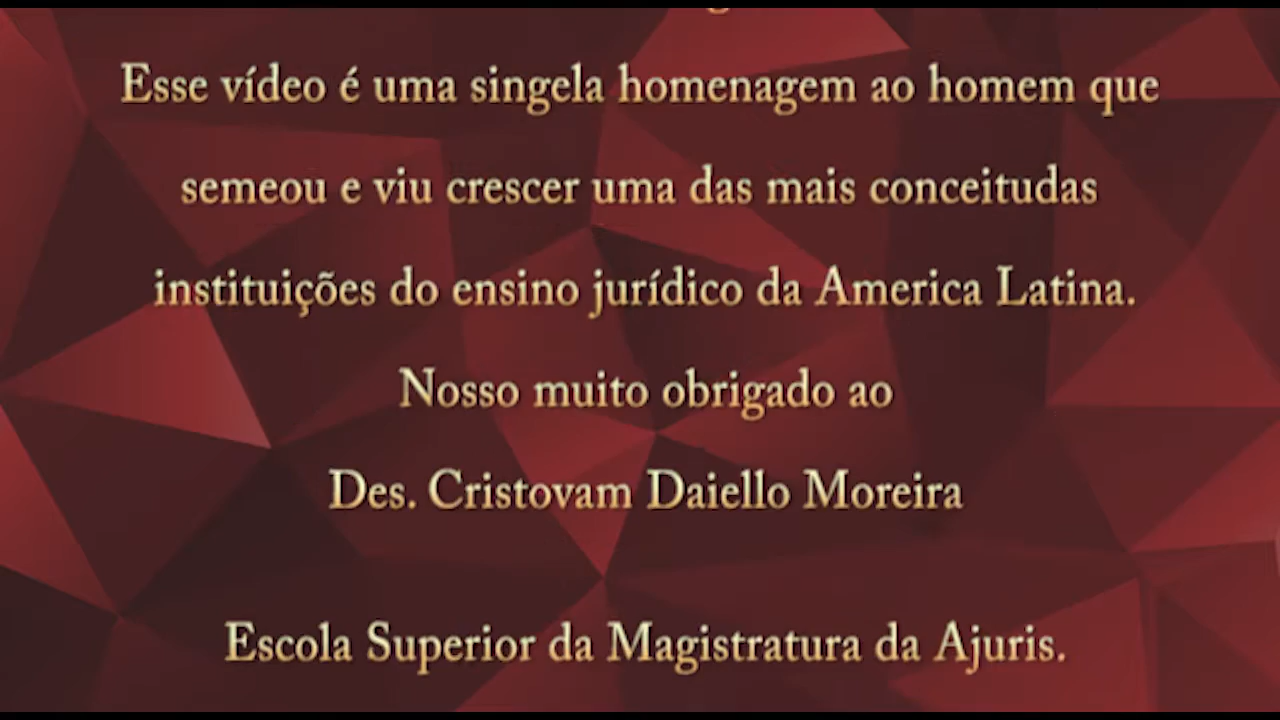 Esse vídeo é uma singela homenagem ao homem que
semeou e viu crescer uma das mais conceitudas
instituições do ensino jurídico da America Latina.
Nosso muito obrigado ao
Des. Cristovam Daiello Moreira
Escola Superior da Magistratura da Ajuris.